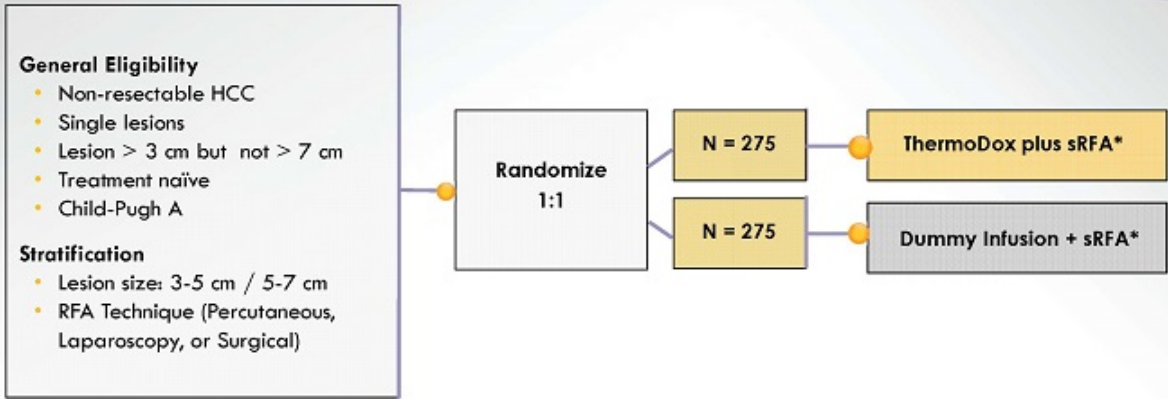 General Eligibility
• Non-resectable HCC
• Single lesions
• Lesion > 3 cm but not > 7 cm
• Treatment naïve
• Child-Pugh A
Stratification
• Lesion size: 3-5 cm / 5-7 cm
• RFA Technique (Percutaneous,
Laparoscopy, or Surgical)
Randomize
1:1
N = 275
ThermoDox plus sRFA*
N = 275
Dummy Infusion + sRFA*